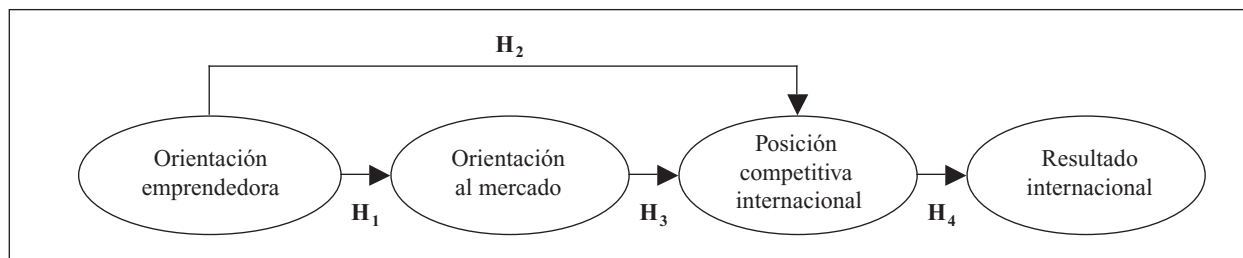 H2
Orientación
emprendedora
Orientación
al mercado
Posición
competitiva
internacional
Resultado
internacional
H1
H3
H4